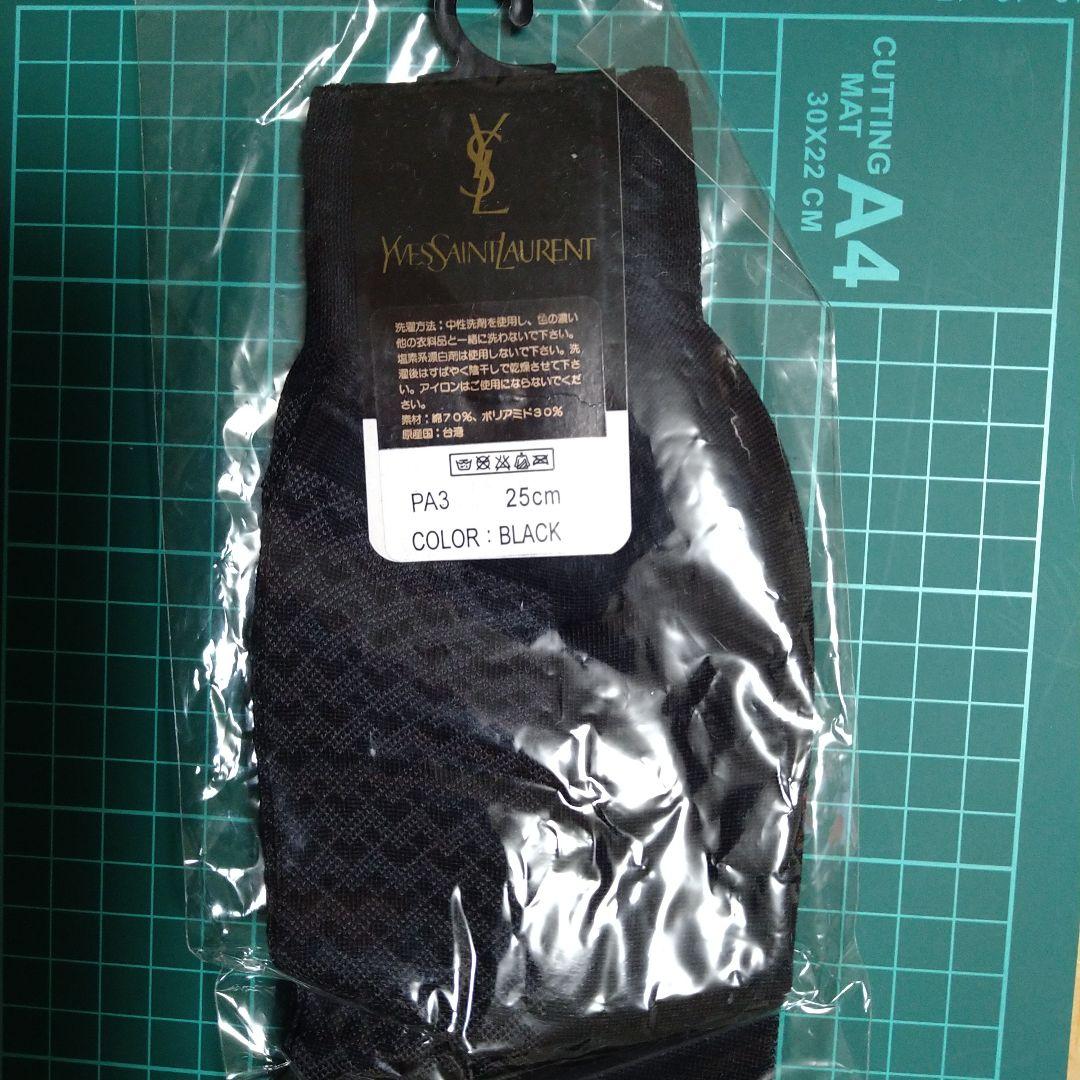 YSL
YVESSAINTLAURENT
洗濯方法：中性洗剤を使用し、色の濃い
他の衣料品と一緒に洗わないで下さい。
塩素系漂白剤は使用しないで下さい。洗
濯後はすばやく陰干しで乾燥させて下さ
い。アイロンはご使用にならないでくだ
さい。
素材：綿70%、ポリアミド30%
原産国：台湾
PA3 25cm
COLOR : BLACK
CUTTING
MAT
30X22 CM
A4